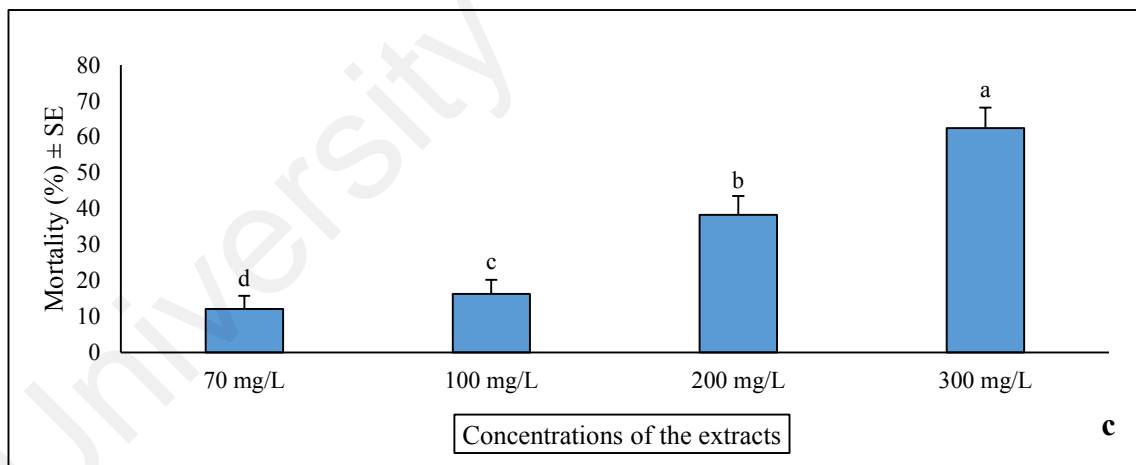 University
80
70
60
50
40
30
20
10
0
Mortality (%) ± SE
d
c
b
a
70 mg/L 100 mg/L 200 mg/L 300 mg/L
Concentrations of the extracts
c